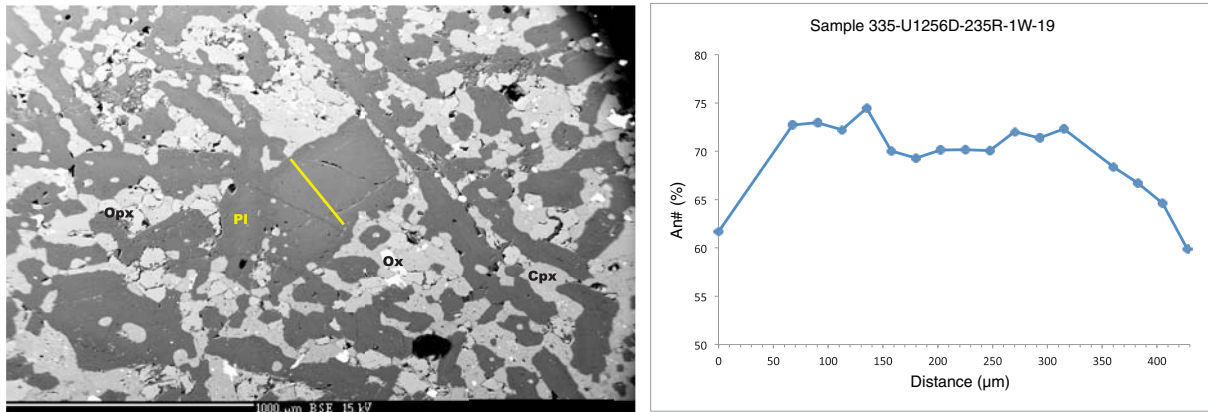 Opx
Pl
Ox
Cpx
1000 µm BSE 15 kV
Sample 335-U1256D-235R-1W-19
An# (%)
80
75
70
65
60
55
50
0
50
100
150
200
250
300
350
400
Distance (µm)